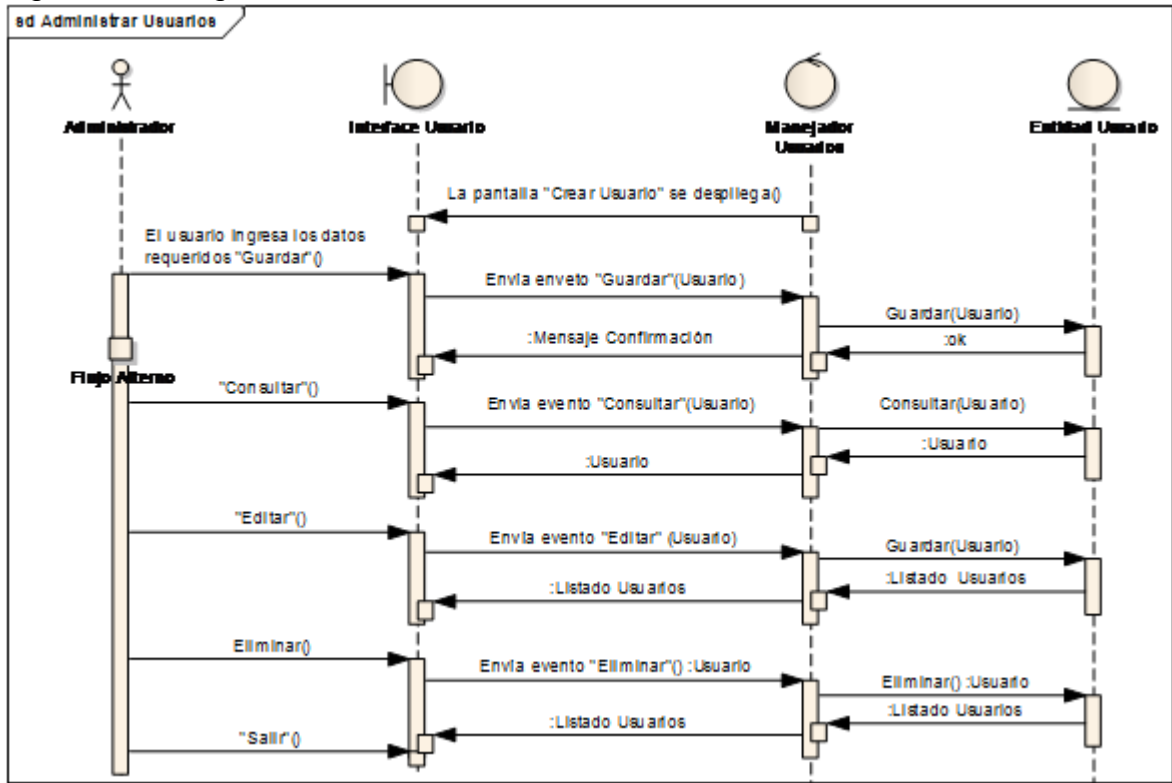 sd Administrar Usuarios
Administrador
Interface Usuario
Manejador
Usuarios
Entidad Usuario
La pantalla "Crear Usuario" se despliega()
El usuario ingresa los datos
requeridos "Guardar"()
Envia enveto "Guardar"(Usuario)
Guardar(Usuario)
:ok
:Mensaje Confirmación
Flujo Alterno
"Consultar"()
Envia evento "Consultar"(Usuario)
Consultar(Usuario)
:Usuario
:Usuario
"Editar"()
Envia evento "Editar" (Usuario)
Guardar(Usuario)
:Listado Usuarios
:Listado Usuarios
Eliminar()
Envia evento "Eliminar"() :Usuario
Eliminar() :Usuario
:Listado Usuarios
:Listado Usuarios
"Salir"()